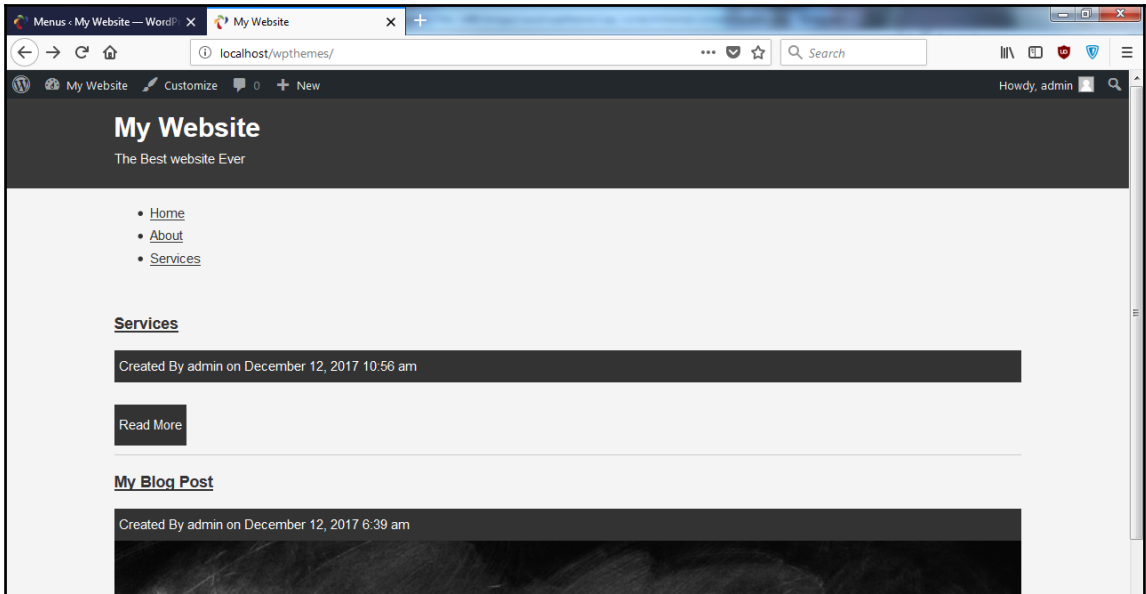 Menus ‹ My Website — WordPr
My Website
localhost/wpthemes/
Search
My Website Customize 0 New
Howdy, admin
My Website
The Best website Ever
Home
About
Services
Services
Created By admin on December 12, 2017 10:56 am
Read More
My Blog Post
Created By admin on December 12, 2017 6:39 am